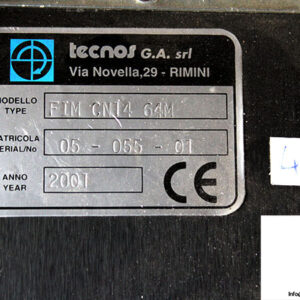 tecnos G.A. srl
Via Novella,29 - RIMINI
MODELLO
TYPE
FIM CN14 64M
MATRICOLA
SERIAL/No
05 - 055 - 01
ANNO
YEAR
2001
CE
4